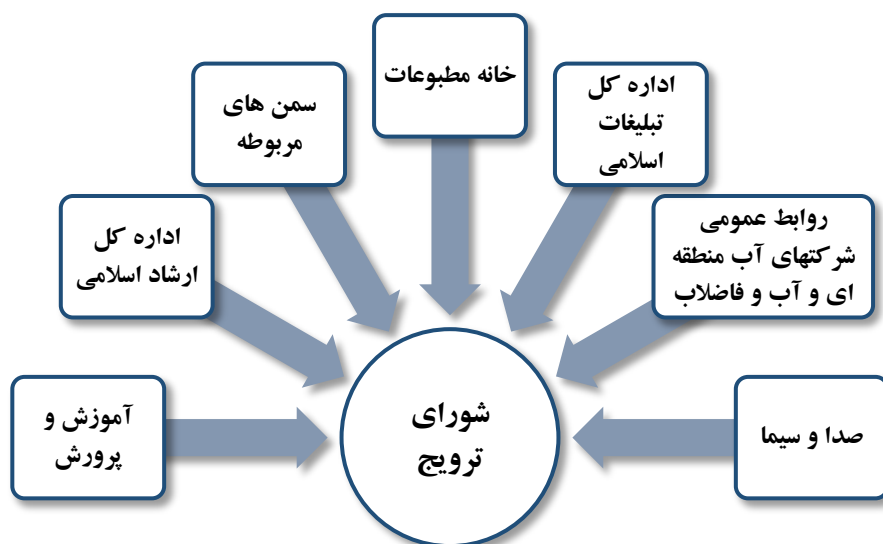 خانه مطبوعات
اداره کل
تبلیغات
اسلامی
سمن های
مربوطه
روابط عمومی
شرکتهای آب منطقه
ای و آب و فاضلاب
اداره کل
ارشاد اسلامی
صدا و سیما
آموزش و
پرورش
شورای
ترویج